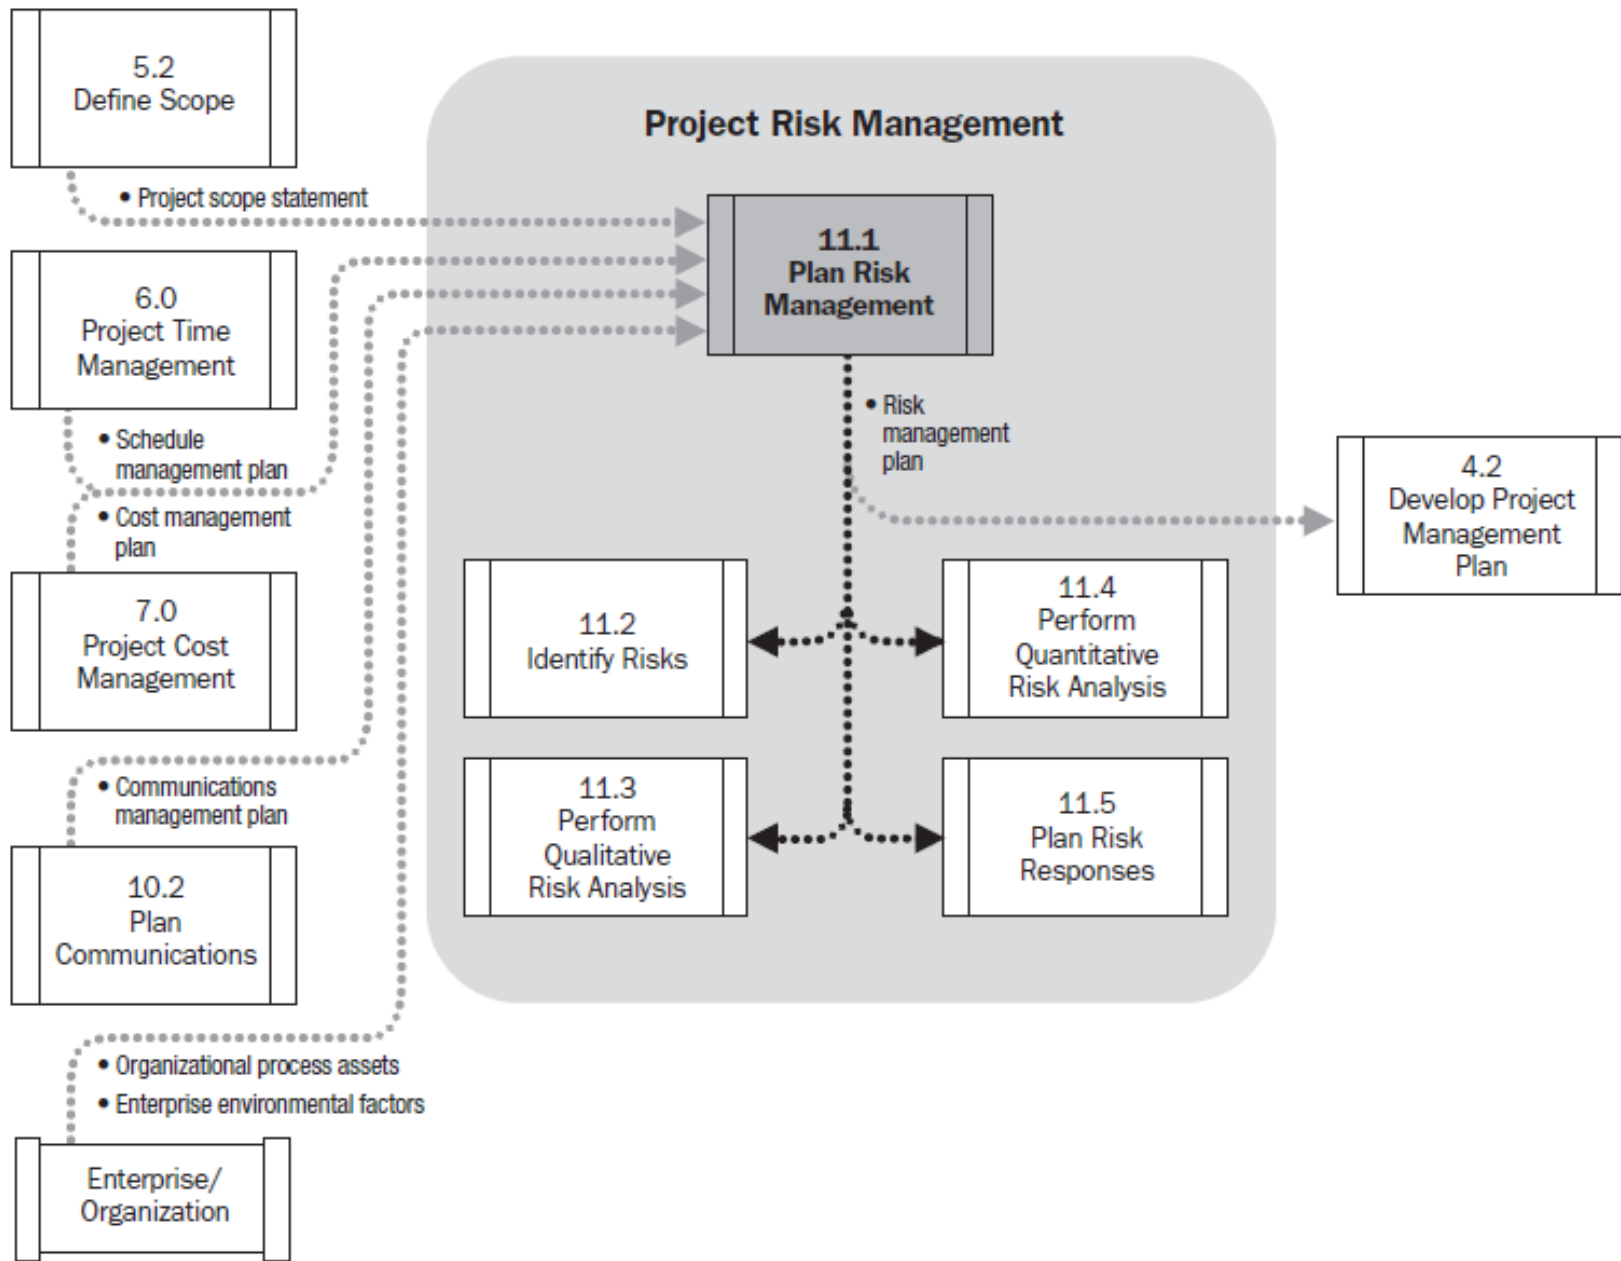 5.2
Define Scope
• Project scope statement
6.0
Project Time
Management
• Schedule
management plan
• Cost management
plan
7.0
Project Cost
Management
• Communications
management plan
10.2
Plan
Communications
• Organizational process assets
• Enterprise environmental factors
Enterprise/
Organization
Project Risk Management
11.1
Plan Risk
Management
• Risk
management
plan
11.2
Identify Risks
11.3
Perform
Qualitative
Risk Analysis
11.4
Perform
Quantitative
Risk Analysis
11.5
Plan Risk
Responses
4.2
Develop Project
Management
Plan